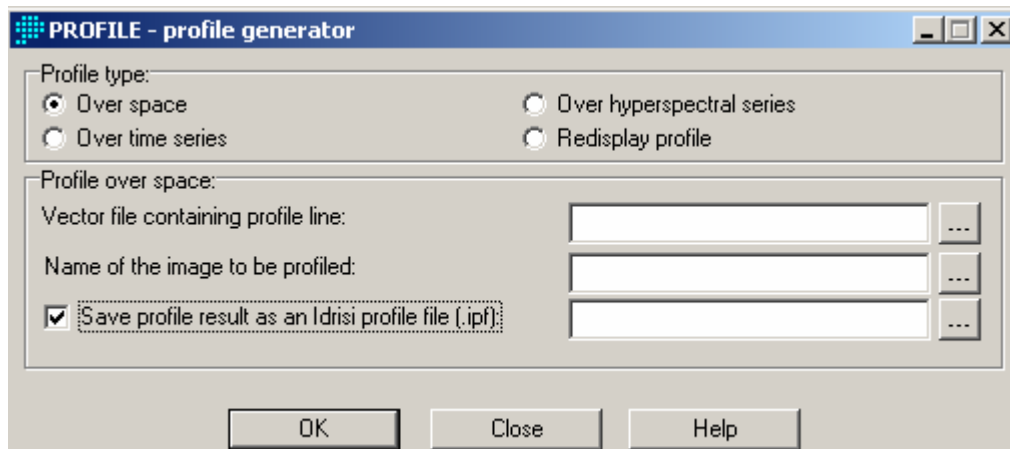 PROFILE - profile generator
Profile type:
Over space
Over hyperspectral series
Over time series
Redisplay profile
Profile over space:
Vector file containing profile line:
...
Name of the image to be profiled:
...
Save profile result as an Idrisi profile file (.ipf):
...
OK
Close
Help